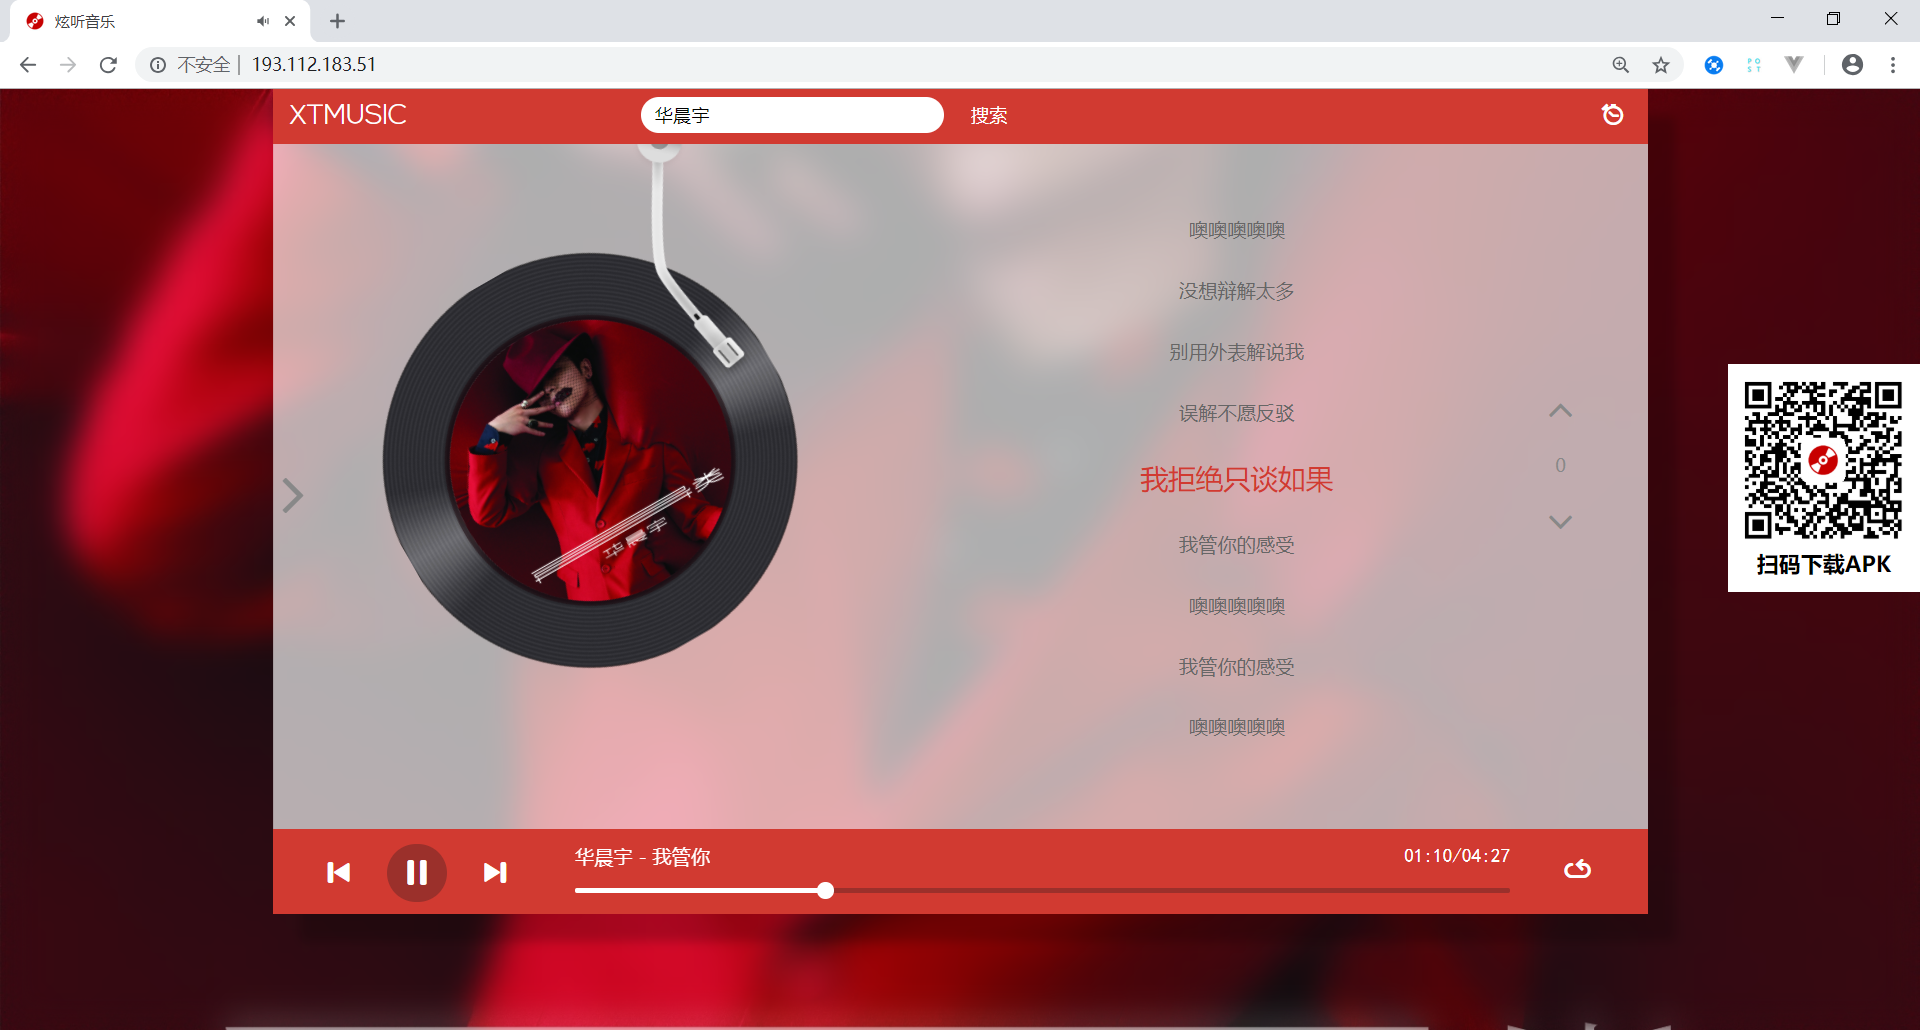 炫听音乐
不安全
193.112.183.51
P O
S T
XTMUSIC
华晨宇
搜索
噢噢噢噢噢
没想辩解太多
别用外表解说我
误解不愿反驳
我拒绝只谈如果
我管你的感受
噢噢噢噢噢
我管你的感受
噢噢噢噢噢
0
华晨宇
扫码下载APK
华晨宇 - 我管你
01:10/04:27